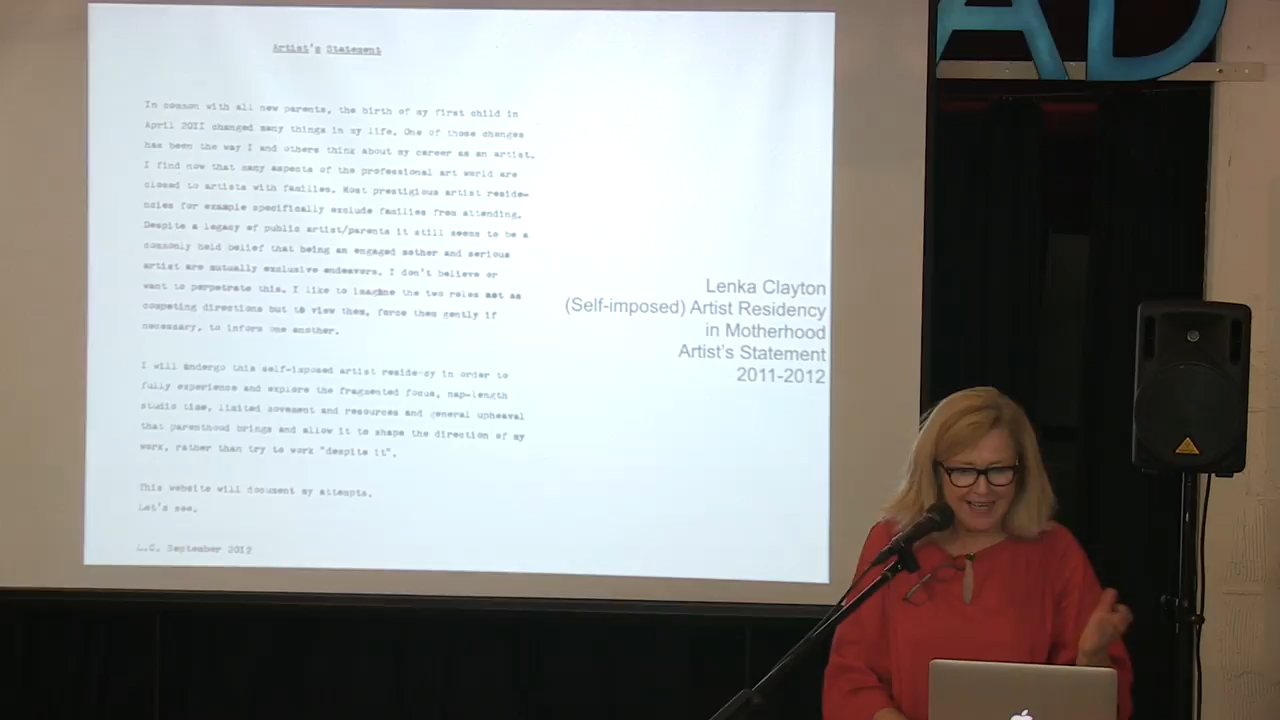 AD
Artist's Statement
In common with all new parents, the birth of my first child in
April 2011 changed many things in my life. One of those changes
has been the way I and others think about my career as an artist.
I find now that many aspects of the professional art world are
closed to artists with families. Most prestigious artist reside-
ncies for example specifically exclude families from attending.
Despite a legacy of public artist/parents it still seems to be a
commonly held belief that being an engaged mother and serious
artist are mutually exclusive endeavors. I don't believe or
want to perpetrate this. I like to imagine the two roles not as
competing directions but to view them, force them gently if
necessary, to inform one another.
I will undergo this self-imposed artist residency in order to
fully experience and explore the fragmented focus, nap-length
studio time, limited movement and resources and general upheaval
that parenthood brings and allow it to shape the direction of my
work, rather than try to work "despite it".
This website will document my attempts.
Let's see.
L.C. September 2012
Lenka Clayton
(Self-imposed) Artist Residency
in Motherhood
Artist's Statement
2011-2012